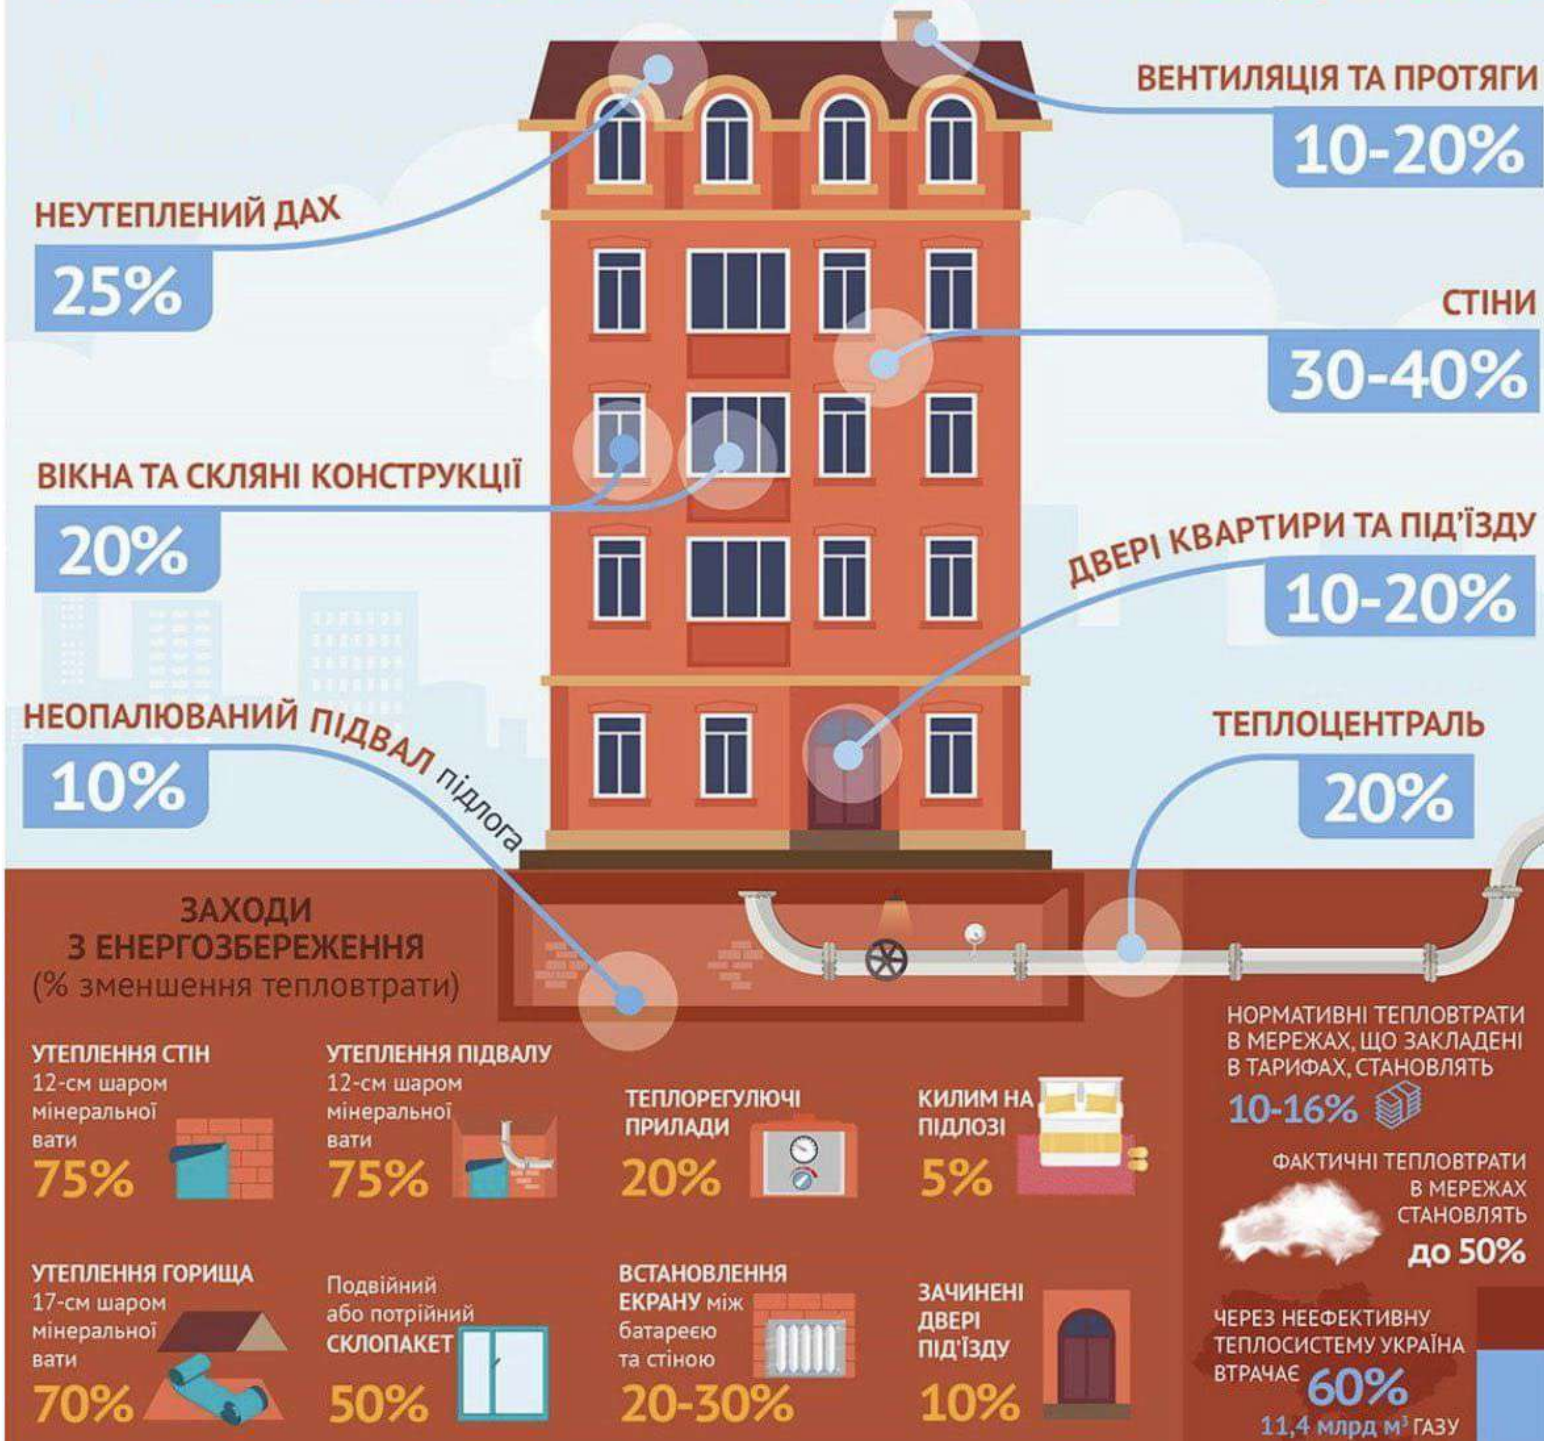 ВЕНТИЛЯЦІЯ ТА ПРОТЯГИ
10-20%
НЕУТЕПЛЕНИЙ ДАХ
25%
СТІНИ
30-40%
ВІКНА ТА СКЛЯНІ КОНСТРУКЦІЇ
20%
ДВЕРІ КВАРТИРИ ТА ПІД'ЇЗДУ
10-20%
НЕОПАЛЮВАНИЙ ПІДВАЛ підлога
10%
ТЕПЛОЦЕНТРАЛЬ
20%
ЗАХОДИ
З ЕНЕРГОЗБЕРЕЖЕННЯ
(% зменшення тепловтрати)
УТЕПЛЕННЯ СТІН
12-см шаром
мінеральної
вати
75%
УТЕПЛЕННЯ ПІДВАЛУ
12-см шаром
мінеральної
вати
75%
ТЕПЛОРЕГУЛЮЧІ
ПРИЛАДИ
20%
КИЛИМ НА
ПІДЛОЗІ
5%
УТЕПЛЕННЯ ГОРИЩА
17-см шаром
мінеральної
вати
70%
Подвійний
або потрійний
СКЛОПАКЕТ
50%
ВСТАНОВЛЕННЯ
ЕКРАНУ між
батареєю
та стіною
20-30%
ЗАЧИНЕНІ
ДВЕРІ
ПІД'ЇЗДУ
10%
НОРМАТИВНІ ТЕПЛОВТРАТИ
В МЕРЕЖАХ, ЩО ЗАКЛАДЕНІ
В ТАРИФАХ, СТАНОВЛЯТЬ
10-16%
ФАКТИЧНІ ТЕПЛОВТРАТИ
В МЕРЕЖАХ
СТАНОВЛЯТЬ
до 50%
ЧЕРЕЗ НЕЕФЕКТИВНУ
ТЕПЛОСИСТЕМУ УКРАЇНА
ВТРАЧАЄ 60%
11,4 млрд м³ ГАЗУ